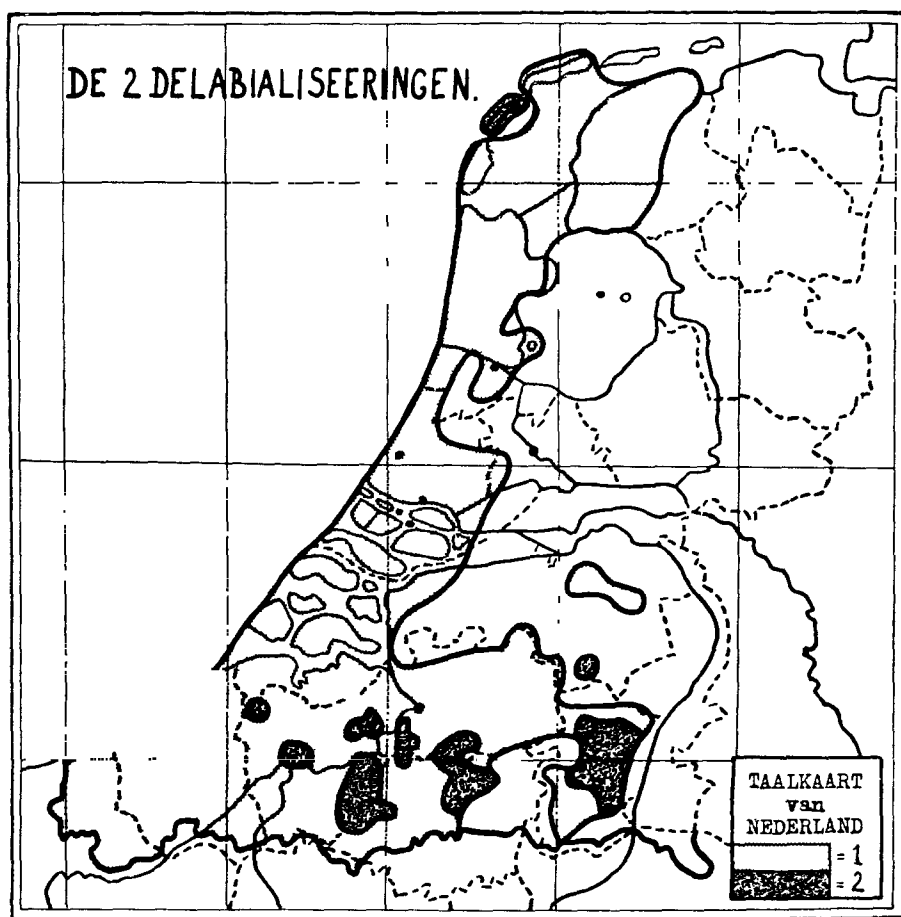 DE 2 DELABIALISEERINGEN.
TAALKAART
van
NEDERLAND
= 1
= 2